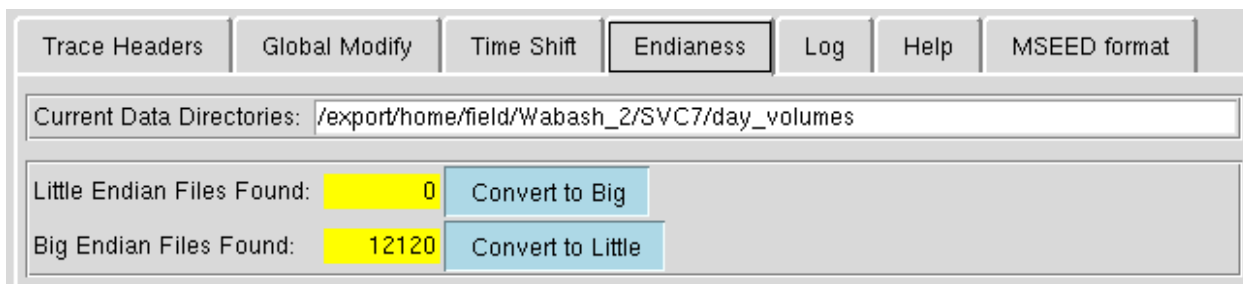 Trace Headers Global Modify Time Shift Endianess Log Help MSEED format
Current Data Directories: /export/home/field/Wabash_2/SVC7/day_volumes
Little Endian Files Found: 0 Convert to Big
Big Endian Files Found: 12120 Convert to Little